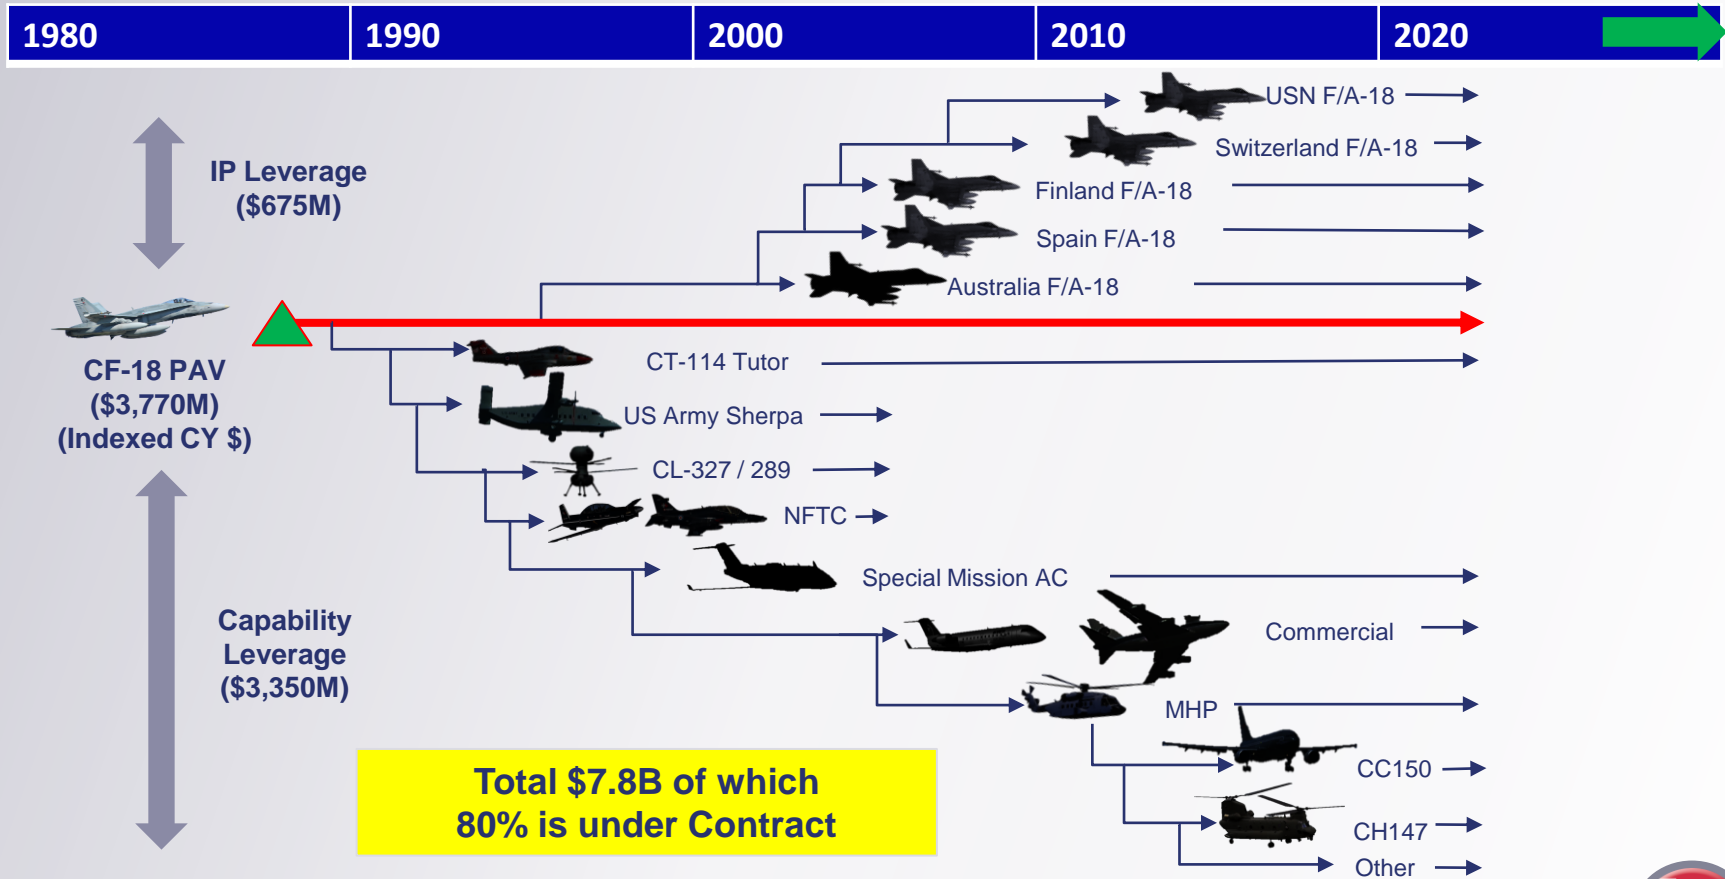 1980
1990
2000
2010
2020
USN F/A-18
Switzerland F/A-18
IP Leverage
($675M)
Finland F/A-18
Spain F/A-18
Australia F/A-18
CF-18 PAV
($3,770M)
(Indexed CY $)
CT-114 Tutor
US Army Sherpa
CL-327 / 289
NFTC
Special Mission AC
Capability
Leverage
($3,350M)
Commercial
MHP
Total $7.8B of which
80% is under Contract
CC150
CH147
Other